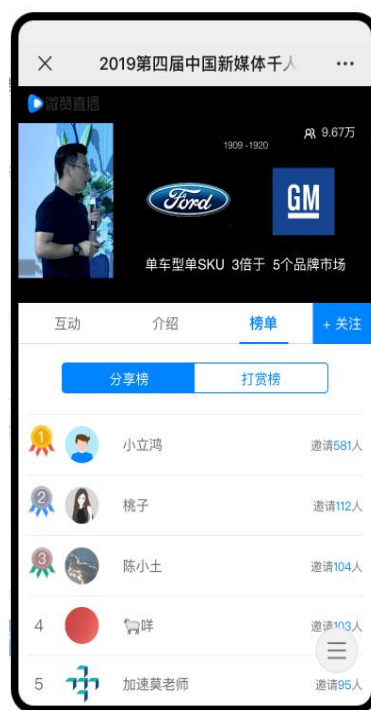 2019第四届中国新媒体千人
微赞直播
9.67万
1909 -1920
Ford
GM
单车型单SKU 3倍于 5个品牌市场
互动 介绍 榜单 + 关注
分享榜 打赏榜
1 小立鸿 邀请581人
2 桃子 邀请112人
3 陈小土 邀请104人
4 🐑咩 邀请103人
5 加速莫老师 邀请95人